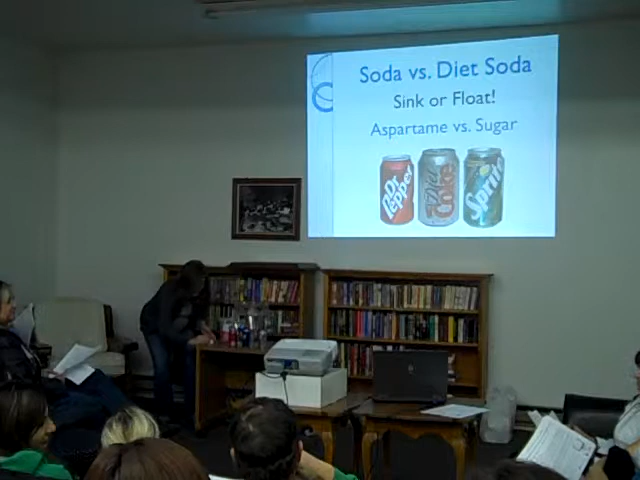 Soda vs. Diet Soda
Sink or Float!
Aspartame vs. Sugar
Dr Pepper
Diet Coke
Sprite